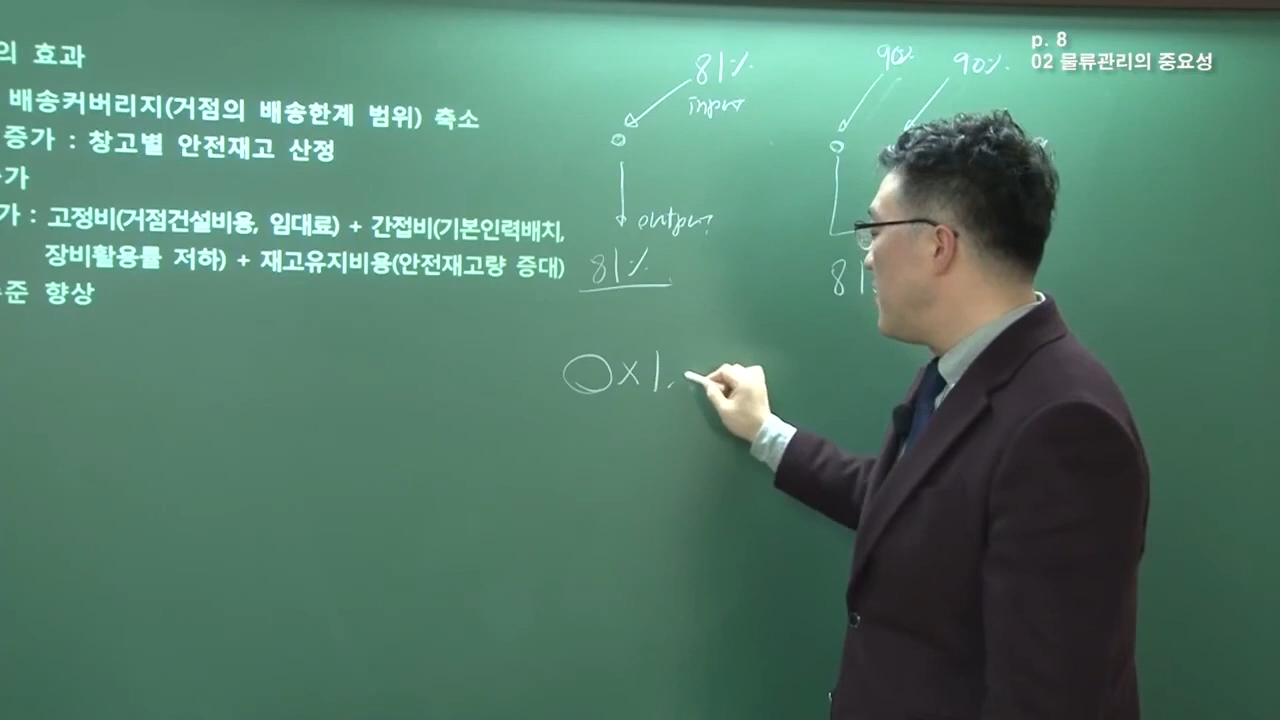 의 효과
배송커버리지(거점의 배송한계 범위) 축소
증가 : 창고별 안전재고 산정
가
가 : 고정비(거점건설비용, 임대료) + 간접비(기본인력배치,
장비활용률 저하) + 재고유지비용(안전재고량 증대)
준 향상
81%
input
output
81%
90%
90%
81
○×1.
p. 8
02 물류관리의 중요성